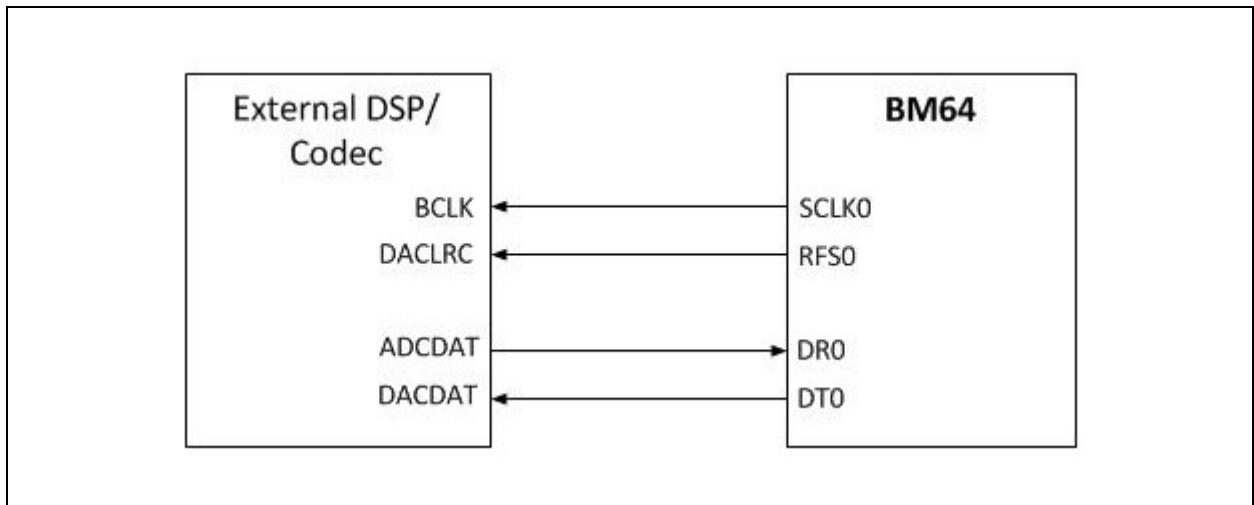 External DSP/
Codec
BCLK
DACLRC
ADCDAT
DACDAT
BM64
SCLK0
RFS0
DR0
DT0